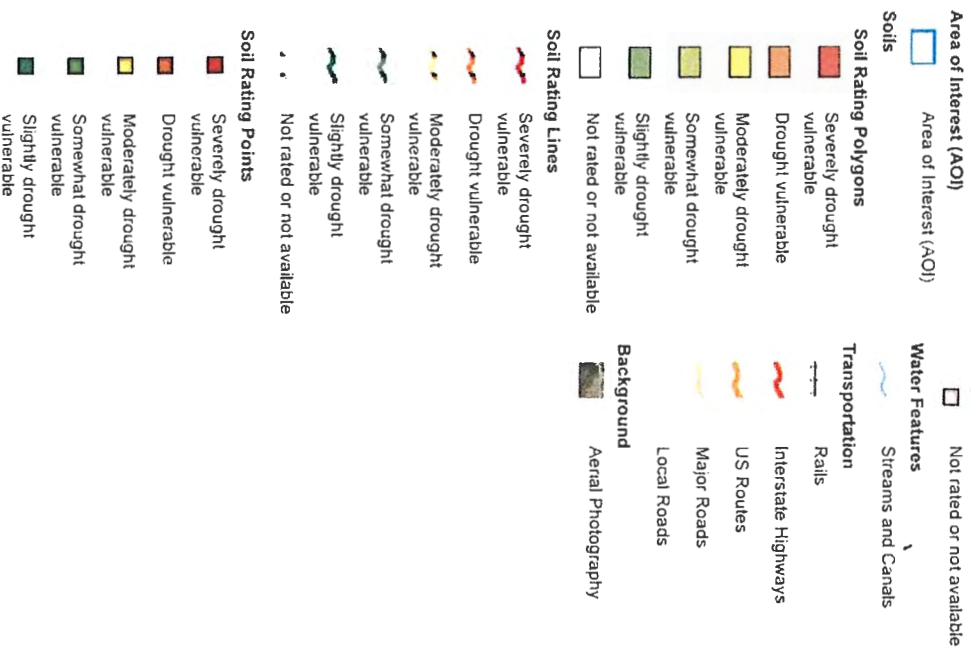 Area of Interest (AOI)
Area of Interest (AOI)
Soils
Soil Rating Polygons
Severely drought
vulnerable
Drought vulnerable
Moderately drought
vulnerable
Somewhat drought
vulnerable
Slightly drought
vulnerable
Not rated or not available
Soil Rating Lines
Severely drought
vulnerable
Drought vulnerable
Moderately drought
vulnerable
Somewhat drought
vulnerable
Slightly drought
vulnerable
Not rated or not available
Soil Rating Points
Severely drought
vulnerable
Drought vulnerable
Moderately drought
vulnerable
Somewhat drought
vulnerable
Slightly drought
vulnerable
Not rated or not available
Water Features
Streams and Canals
Transportation
Rails
Interstate Highways
US Routes
Major Roads
Local Roads
Background
Aerial Photography